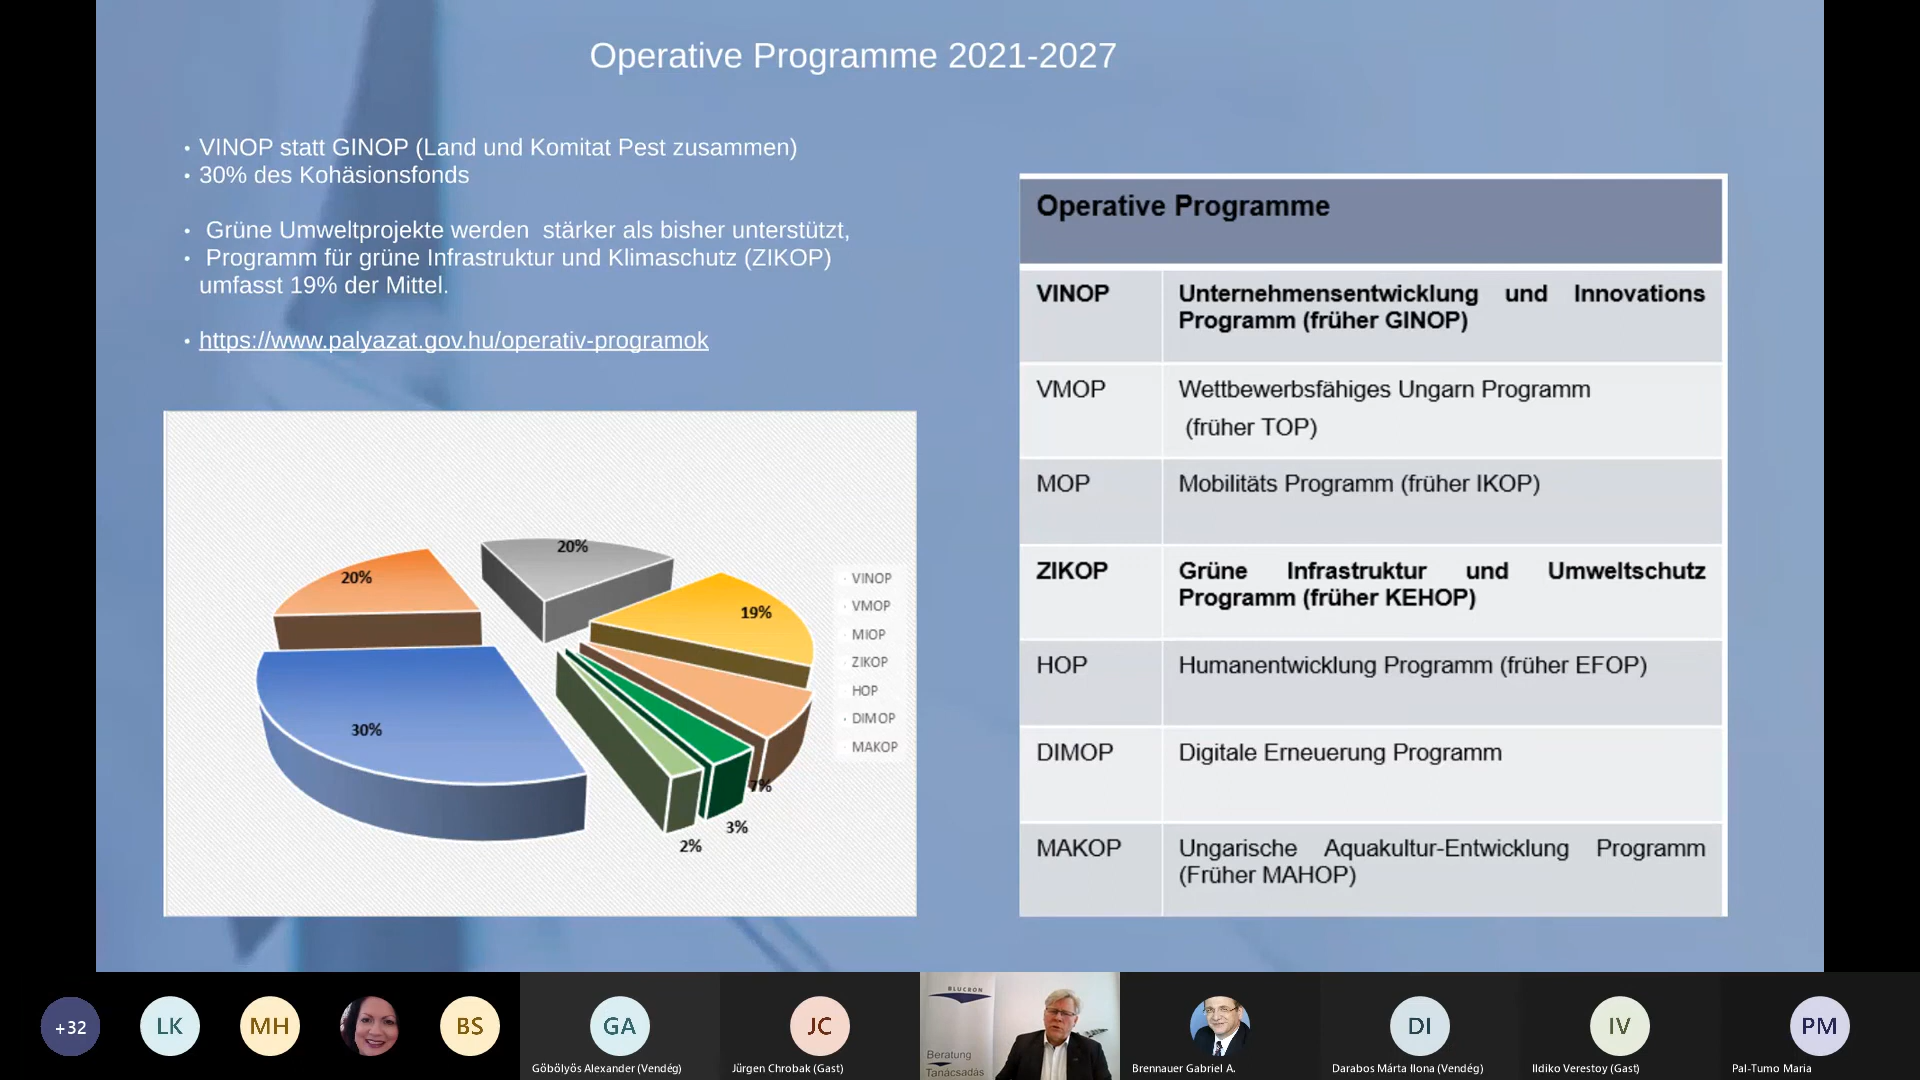 Operative Programme 2021-2027
• VINOP statt GINOP (Land und Komitat Pest zusammen)
• 30% des Kohäsionsfonds
• Grüne Umweltprojekte werden  stärker als bisher unterstützt,
• Programm für grüne Infrastruktur und Klimaschutz (ZIKOP)
umfasst 19% der Mittel.
• https://www.palyazat.gov.hu/operativ-programok
20%
20%
19%
30%
7%
3%
2%
VINOP
VMOP
MIOP
ZIKOP
HOP
DIMOP
MAKOP
Operative Programme
VINOP Unternehmensentwicklung und Innovations
Programm (früher GINOP)
VMOP Wettbewerbsfähiges Ungarn Programm
(früher TOP)
MOP Mobilitäts Programm (früher IKOP)
ZIKOP Grüne Infrastruktur und Umweltschutz
Programm (früher KEHOP)
HOP Humanentwicklung Programm (früher EFOP)
DIMOP Digitale Erneuerung Programm
MAKOP Ungarische Aquakultur-Entwicklung Programm
(Früher MAHOP)
+32
LK
MH
BS
GA
Göbölyös Alexander (Vendég)
JC
Jürgen Chrobak (Gast)
BLUCRON
Beratung
Tanácsadás
Brennauer Gabriel A.
DI
Darabos Márta Ilona (Vendég)
IV
Ildiko Verestoy (Gast)
PM
Pal-Tumo Maria